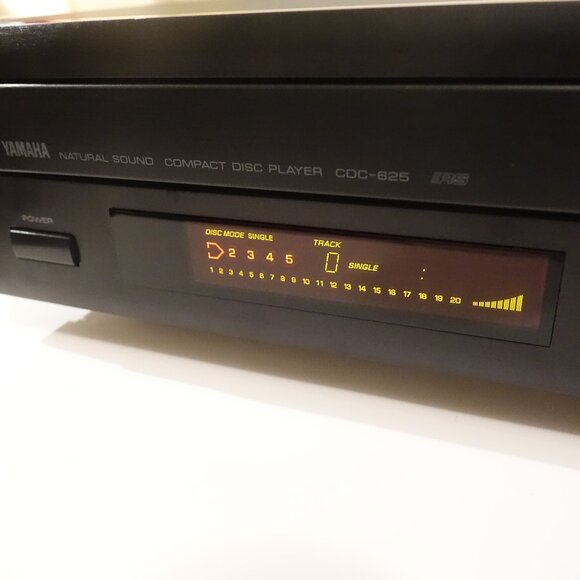 YAMAHA NATURAL SOUND COMPACT DISC PLAYER CDC-625 RS
POWER
DISC MODE SINGLE TRACK
2 3 4 5 0 SINGLE :
1 2 3 4 5 6 7 8 9 10 11 12 13 14 15 16 17 18 19 20